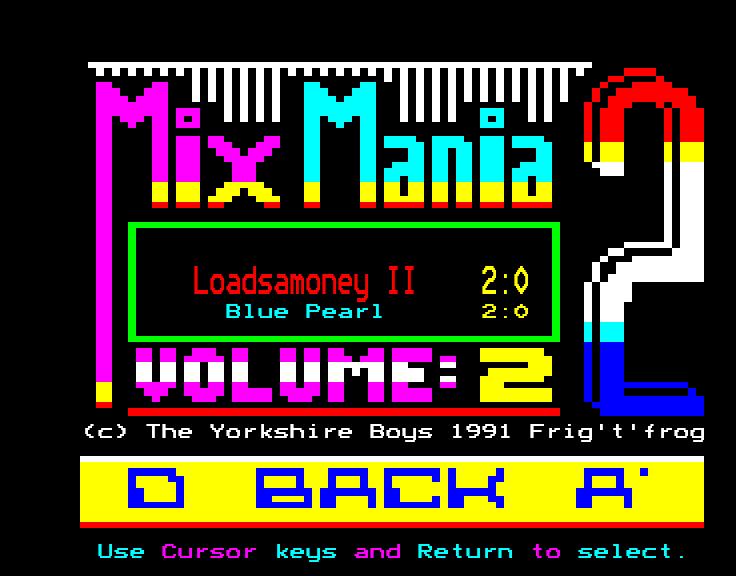 Mix Mania 2
Loadsamoney II 2:0
Blue Pearl 2:0
VOLUME: 2
(c) The Yorkshire Boys 1991 Frig't'frog
D BACK A
Use Cursor keys and Return to select.